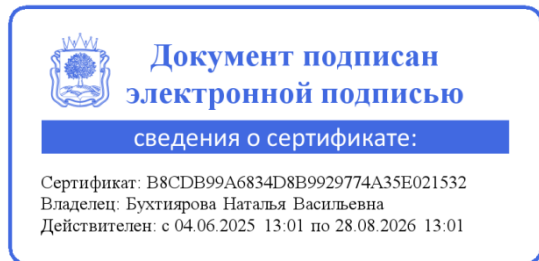 Документ подписан
электронной подписью
сведения о сертификате:
Сертификат: B8CDB99A6834D8B9929774A35E021532
Владелец: Бухтиярова Наталья Васильевна
Действителен: с 04.06.2025 13:01 по 28.08.2026 13:01